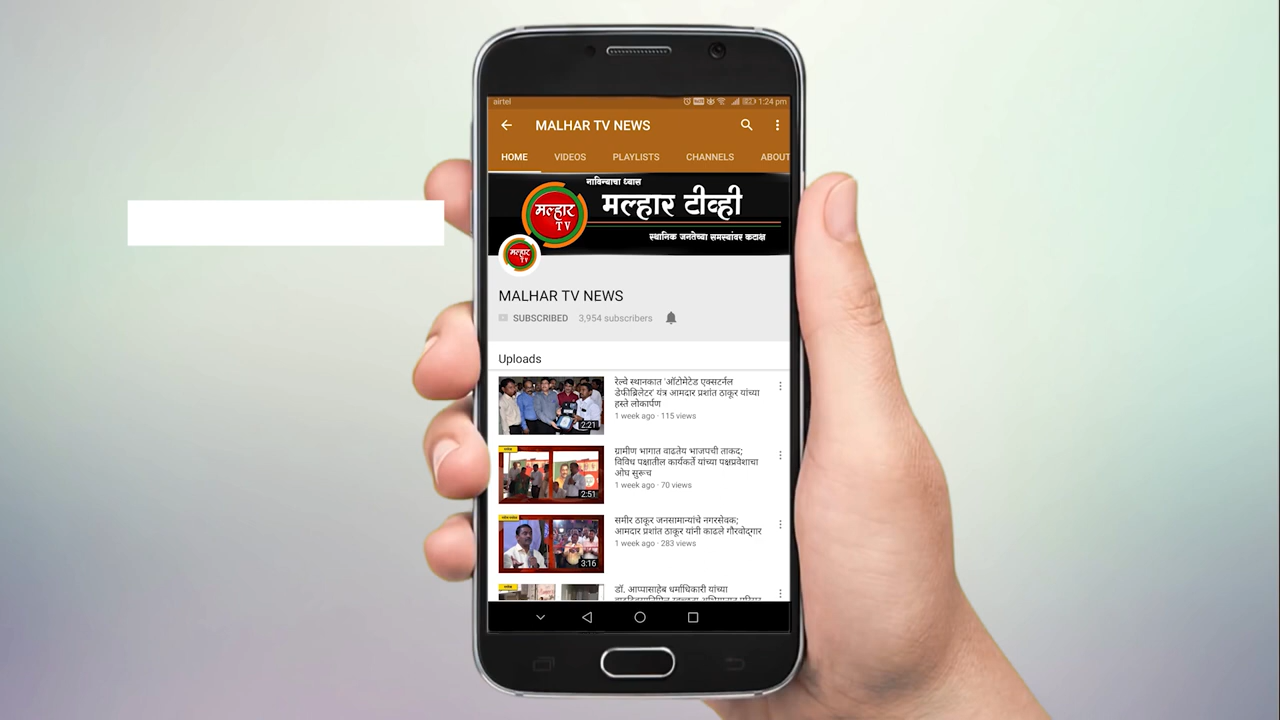 airtel 1:24 pm
MALHAR TV NEWS
HOME VIDEOS PLAYLISTS CHANNELS ABOUT
नाविन्याचा ध्यास
मल्हार टीव्ही
मल्हार
TV
स्थानिक जनतेच्या समस्यांवर कटाक्ष
मल्हार
TV
MALHAR TV NEWS
SUBSCRIBED 3,954 subscribers
Uploads
रेल्वे स्थानकात 'ऑटोमेटेड एक्सटर्नल
डेफीब्रिलेटर' यंत्र आमदार प्रशांत ठाकूर यांच्या
हस्ते लोकार्पण
1 week ago · 115 views
2:21
ग्रामीण भागात वाढतेय भाजपची ताकद;
विविध पक्षातील कार्यकर्ते यांच्या पक्षप्रवेशाचा
ओघ सुरूच
1 week ago · 70 views
2:51
समीर ठाकूर जनसामान्यांचे नगरसेवक;
आमदार प्रशांत ठाकूर यांनी काढले गौरवोद्‌गार
1 week ago · 283 views
3:16
डॉ. आप्पासाहेब धर्माधिकारी यांच्या